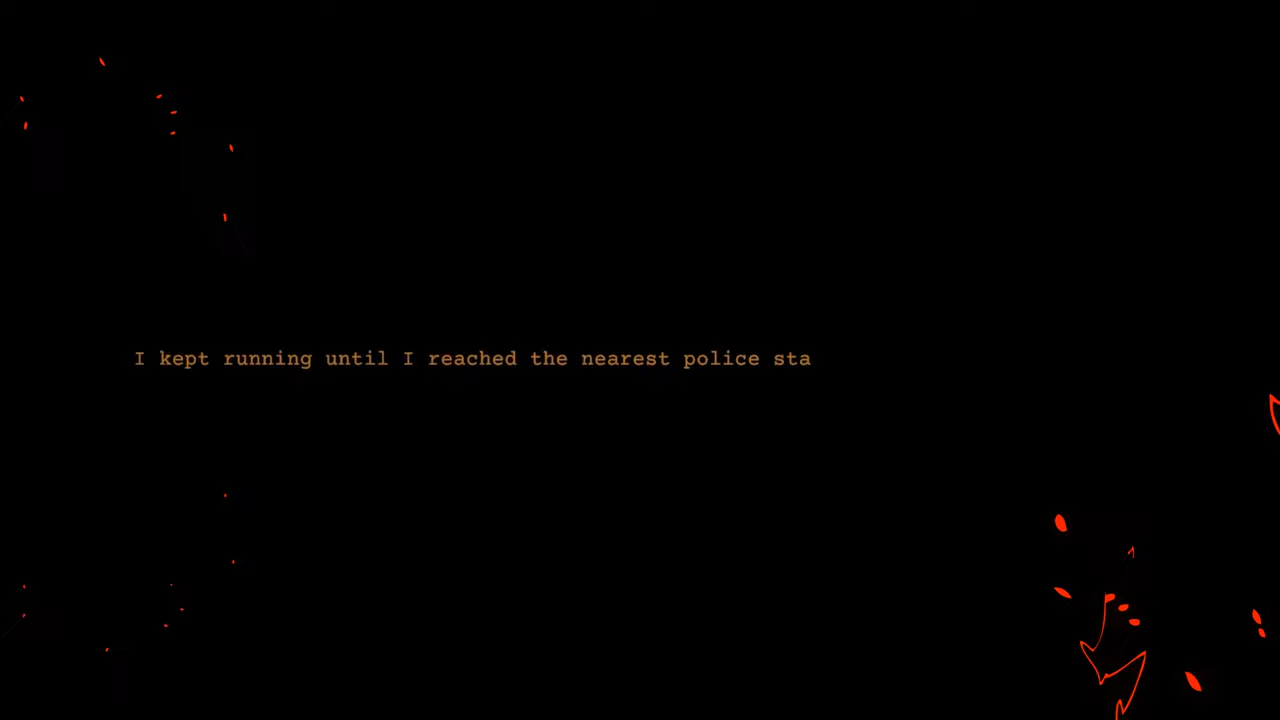 I kept running until I reached the nearest police sta